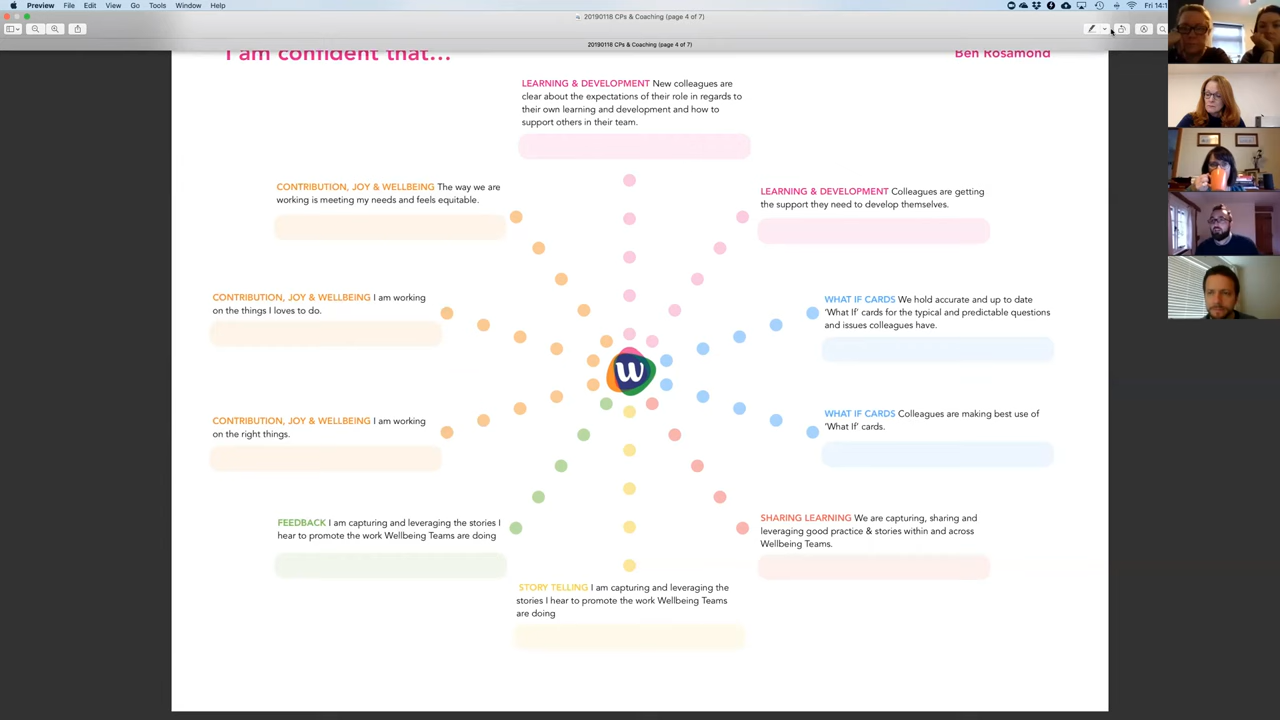 Preview File Edit View Go Tools Window Help
20190118 CPs & Coaching (page 4 of 7)
20190118 CPs & Coaching (page 4 of 7)
I am confident that...
Ben Rosamond
LEARNING & DEVELOPMENT New colleagues are
clear about the expectations of their role in regards to
their own learning and development and how to
support others in their team.
CONTRIBUTION, JOY & WELLBEING The way we are
working is meeting my needs and feels equitable.
LEARNING & DEVELOPMENT Colleagues are getting
the support they need to develop themselves.
CONTRIBUTION, JOY & WELLBEING I am working
on the things I loves to do.
WHAT IF CARDS We hold accurate and up to date
'What If' cards for the typical and predictable questions
and issues colleagues have.
W
CONTRIBUTION, JOY & WELLBEING I am working
on the right things.
WHAT IF CARDS Colleagues are making best use of
'What If' cards.
FEEDBACK I am capturing and leveraging the stories I
hear to promote the work Wellbeing Teams are doing
SHARING LEARNING We are capturing, sharing and
leveraging good practice & stories within and across
Wellbeing Teams.
STORY TELLING I am capturing and leveraging the
stories I hear to promote the work Wellbeing Teams
are doing